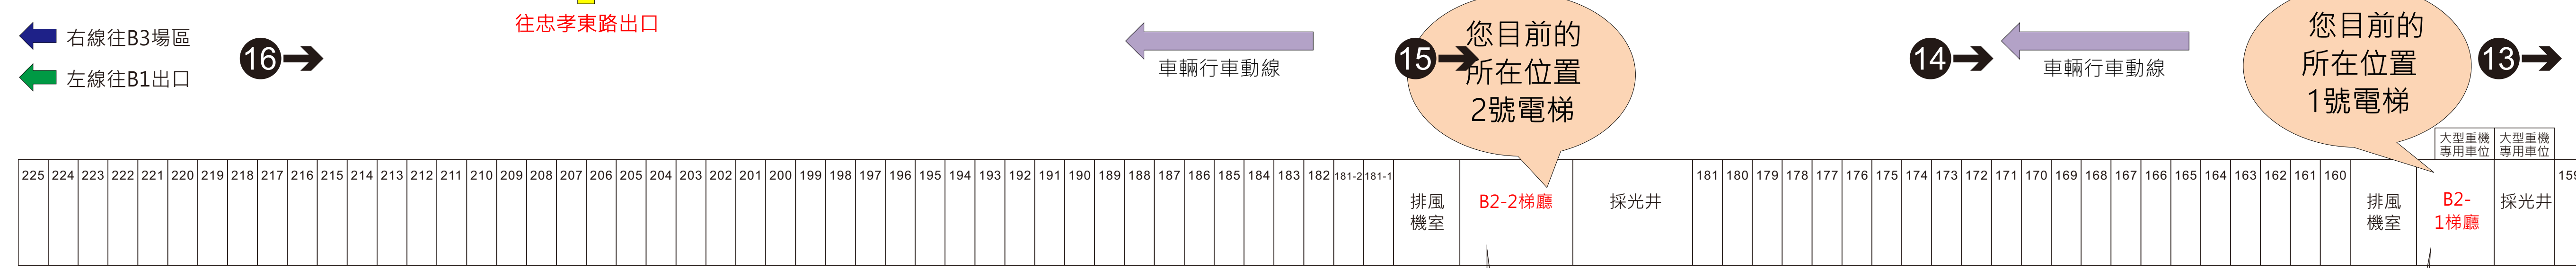 往忠孝東路出口
右線往B3場區
左線往B1出口
16
車輛行車動線
15
您目前的
所在位置
2號電梯
14
車輛行車動線
您目前的
所在位置
1號電梯
13
大型重機
專用車位
大型重機
專用車位
225 224 223 222 221 220 219 218 217 216 215 214 213 212 211 210 209 208 207 206 205 204 203 202 201 200 199 198 197 196 195 194 193 192 191 190 189 188 187 186 185 184 183 182 181-2 181-1
排風
機室
B2-2梯廳
採光井
181 180 179 178 177 176 175 174 173 172 171 170 169 168 167 166 165 164 163 162 161 160
排風
機室
B2-
1梯廳
採光井
159